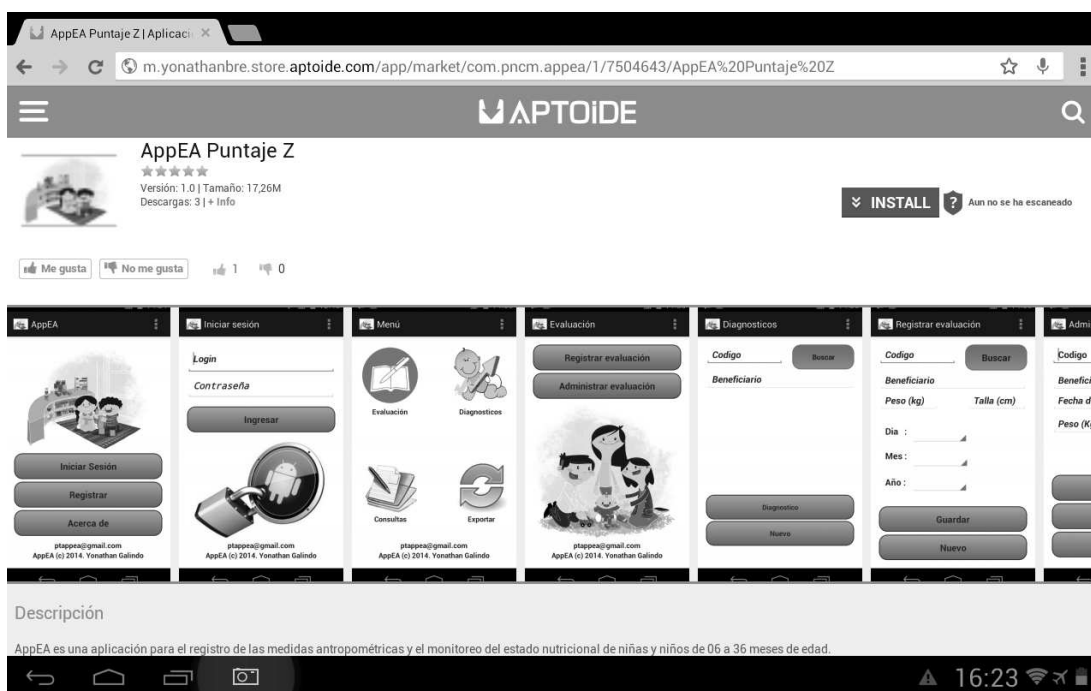 AppEA Puntaje Z | Aplicaci
m.yonathanbre.store.aptoide.com/app/market/com.pncm.appea/1/7504643/AppEA%20Puntaje%20Z
APTOIDE
AppEA Puntaje Z
Versión: 1.0 | Tamaño: 17,26M
Descargas: 3 | + Info
INSTALL ? Aun no se ha escaneado
Me gusta No me gusta 1 0
AppEA
Iniciar Sesión
Registrar
Acerca de
ptappea@gmail.com
AppEA (c) 2014. Yonathan Galindo
Iniciar sesión
Login
Contraseña
Ingresar
ptappea@gmail.com
AppEA (c) 2014. Yonathan Galindo
Menú
Evaluación Diagnosticos
Consultas Exportar
ptappea@gmail.com
AppEA (c) 2014. Yonathan Galindo
Evaluación
Registrar evaluación
Administrar evaluación
ptappea@gmail.com
AppEA (c) 2014. Yonathan Galindo
Diagnosticos
Codigo Buscar
Beneficiario
Diagnostico
Nuevo
Registrar evaluación
Codigo Buscar
Beneficiario
Peso (kg) Talla (cm)
Dia :
Mes :
Año :
Guardar
Nuevo
Admi
Codigo
Benefici
Fecha d
Peso (K
Descripción
AppEA es una aplicación para el registro de las medidas antropométricas y el monitoreo del estado nutricional de niñas y niños de 06 a 36 meses de edad.
16:23